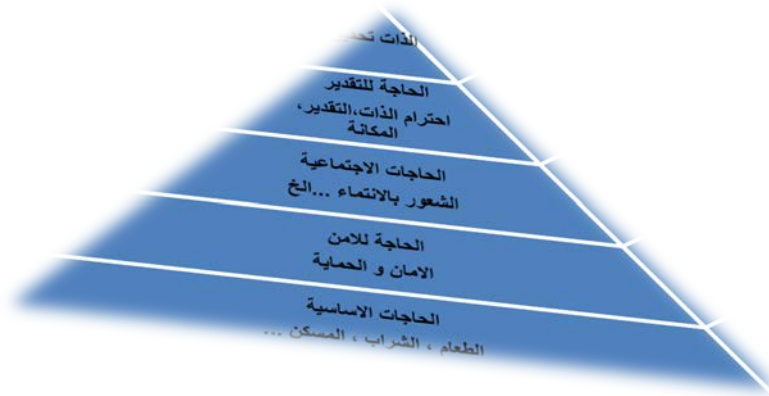 الذات
الحاجة للتقدير
احترام الذات،التقدير،
المكانة
الحاجات الاجتماعية
الشعور بالانتماء ...الخ
الحاجة للامن
الامان و الحماية
الحاجات الاساسية
الطعام ، الشراب ، المسكن ...